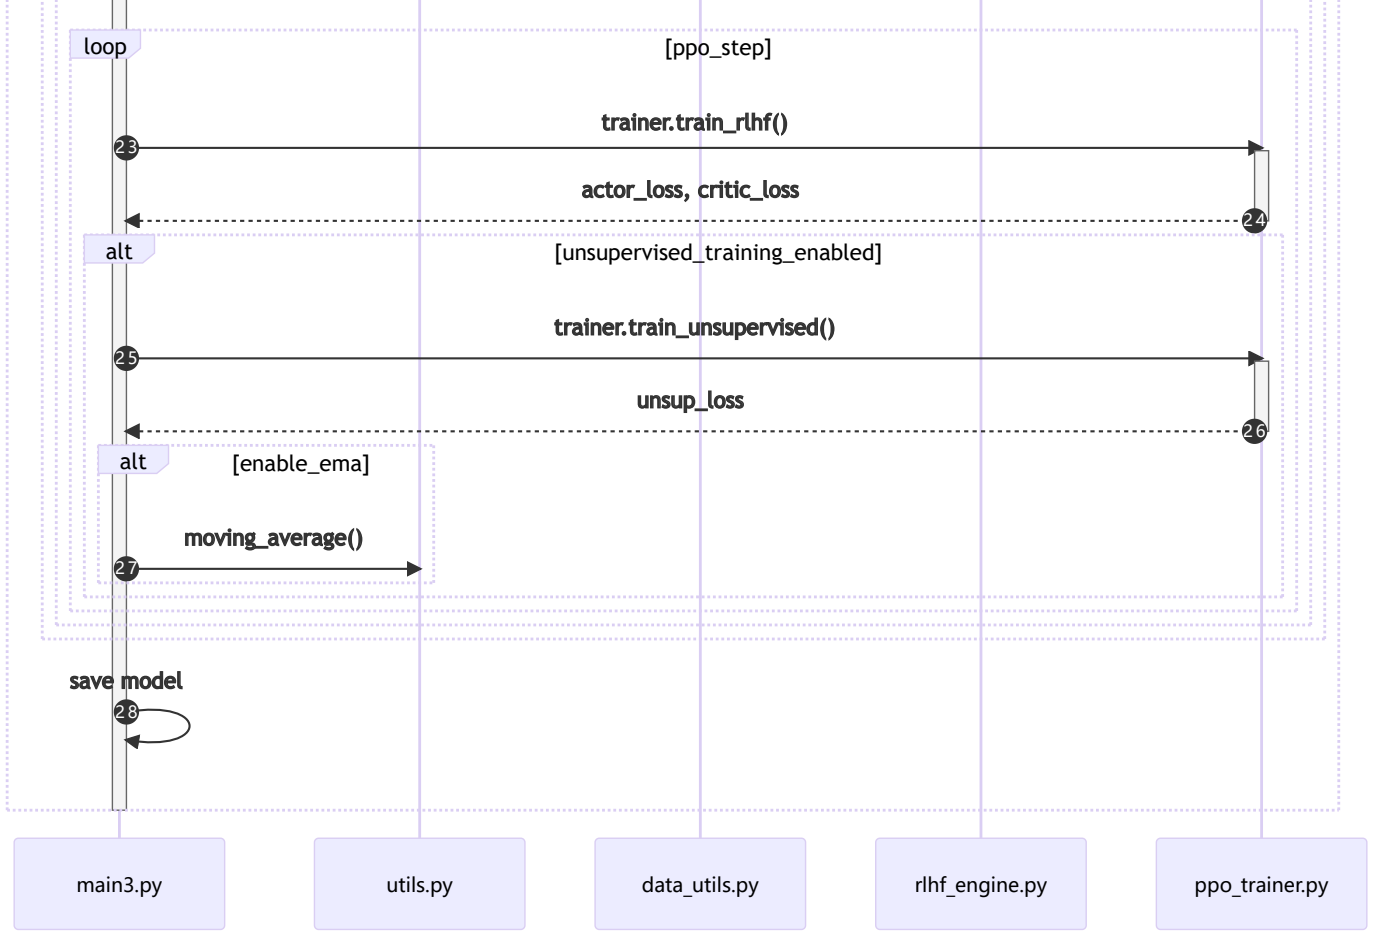 loop
[ppo_step]
trainer.train_rlhf()
23
actor_loss, critic_loss
24
alt
[unsupervised_training_enabled]
trainer.train_unsupervised()
25
unsup_loss
26
alt
[enable_ema]
moving_average()
27
save model
28
main3.py
utils.py
data_utils.py
rlhf_engine.py
ppo_trainer.py